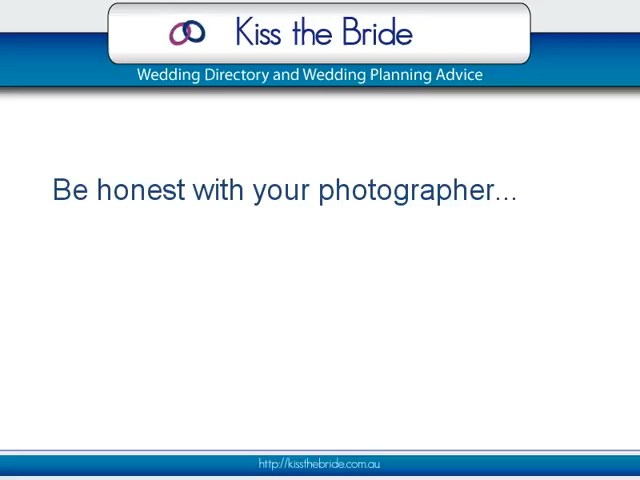 Kiss the Bride
Wedding Directory and Wedding Planning Advice
Be honest with your photographer...
http://kissthebride.com.au